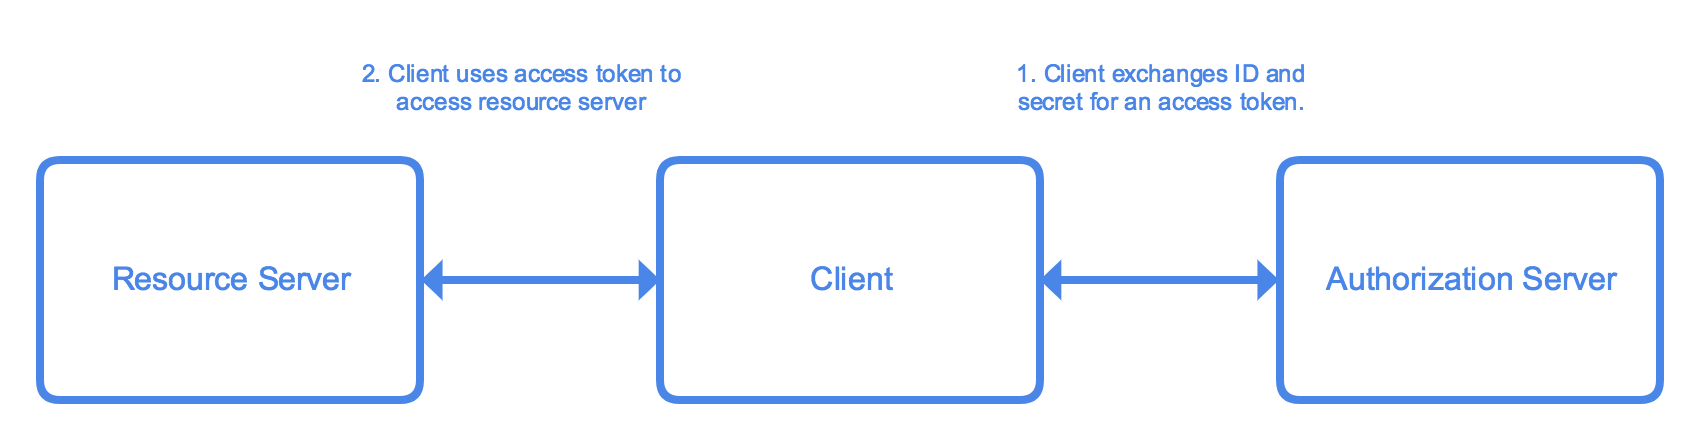 2. Client uses access token to
access resource server
1. Client exchanges ID and
secret for an access token.
Resource Server
Client
Authorization Server